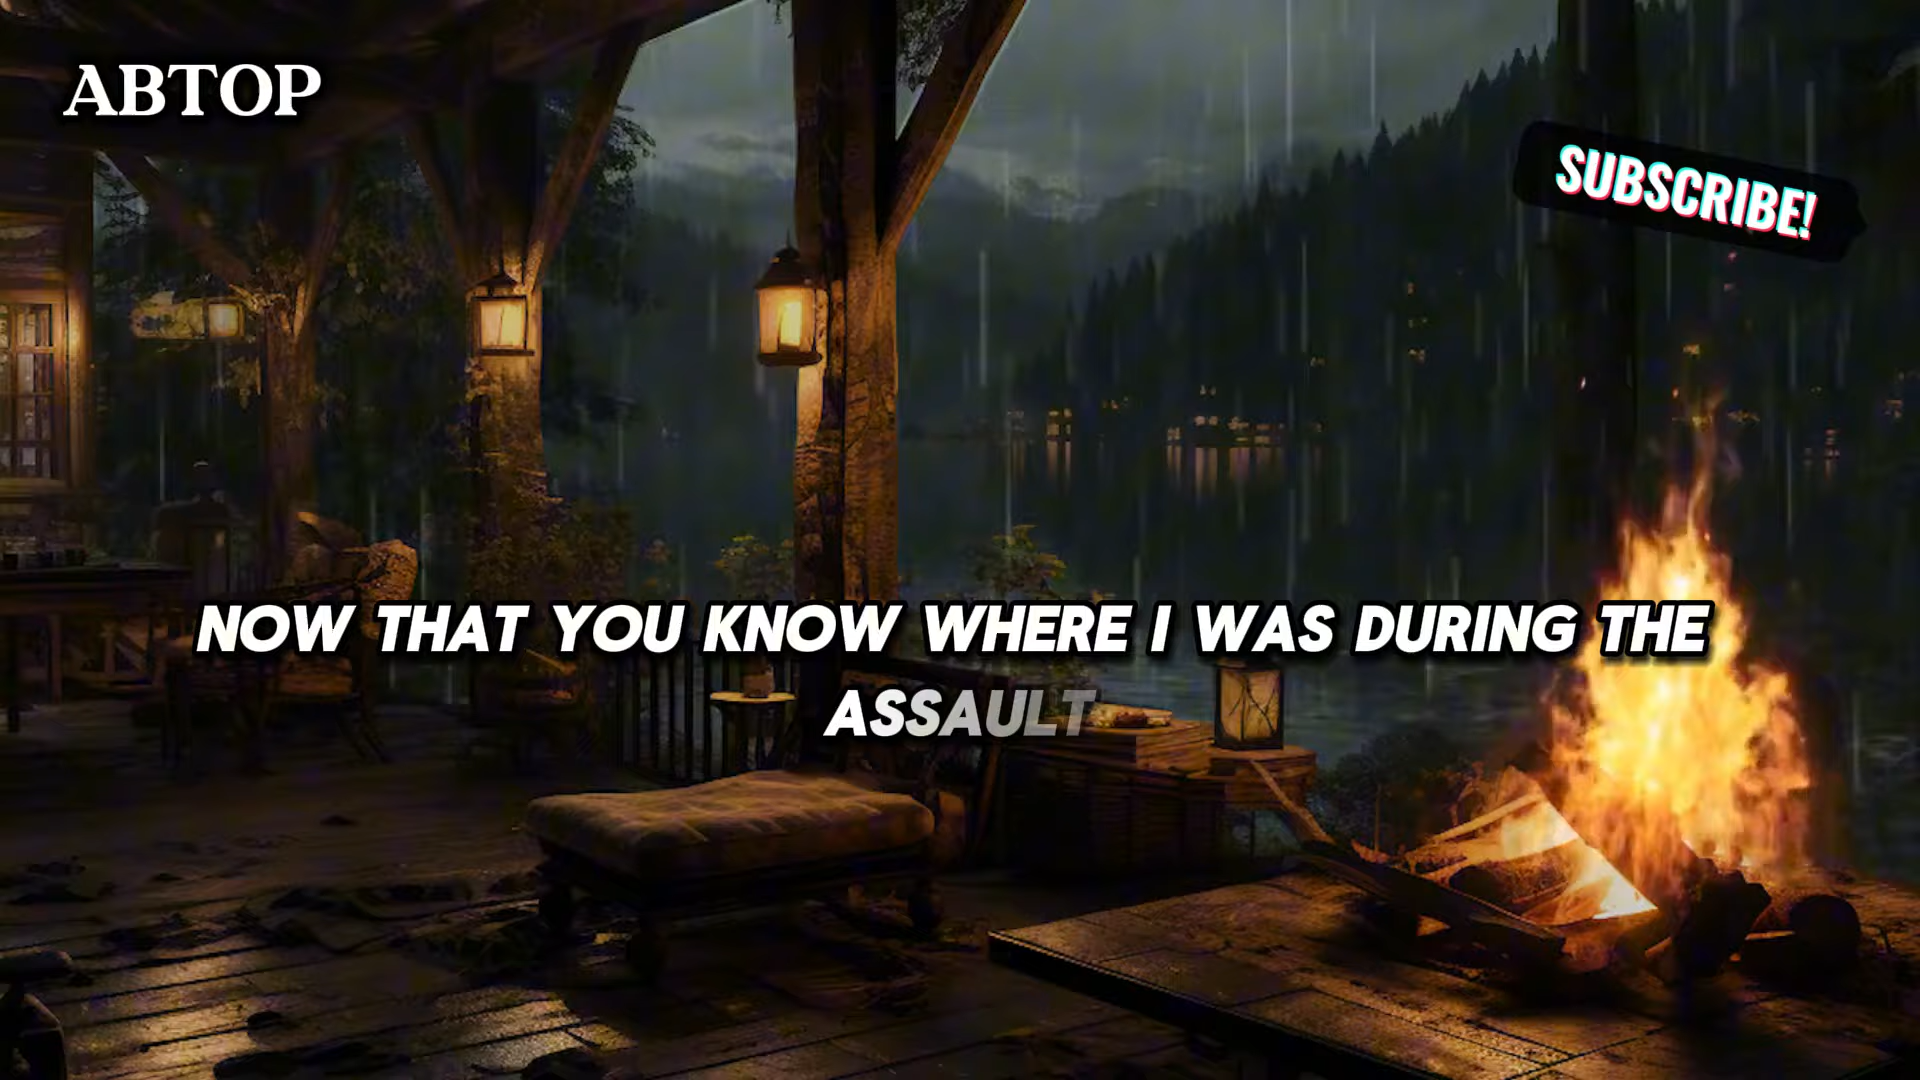 ABTOP
SUBSCRIBE!
NOW THAT YOU KNOW WHERE I WAS DURING THE
ASSAULT